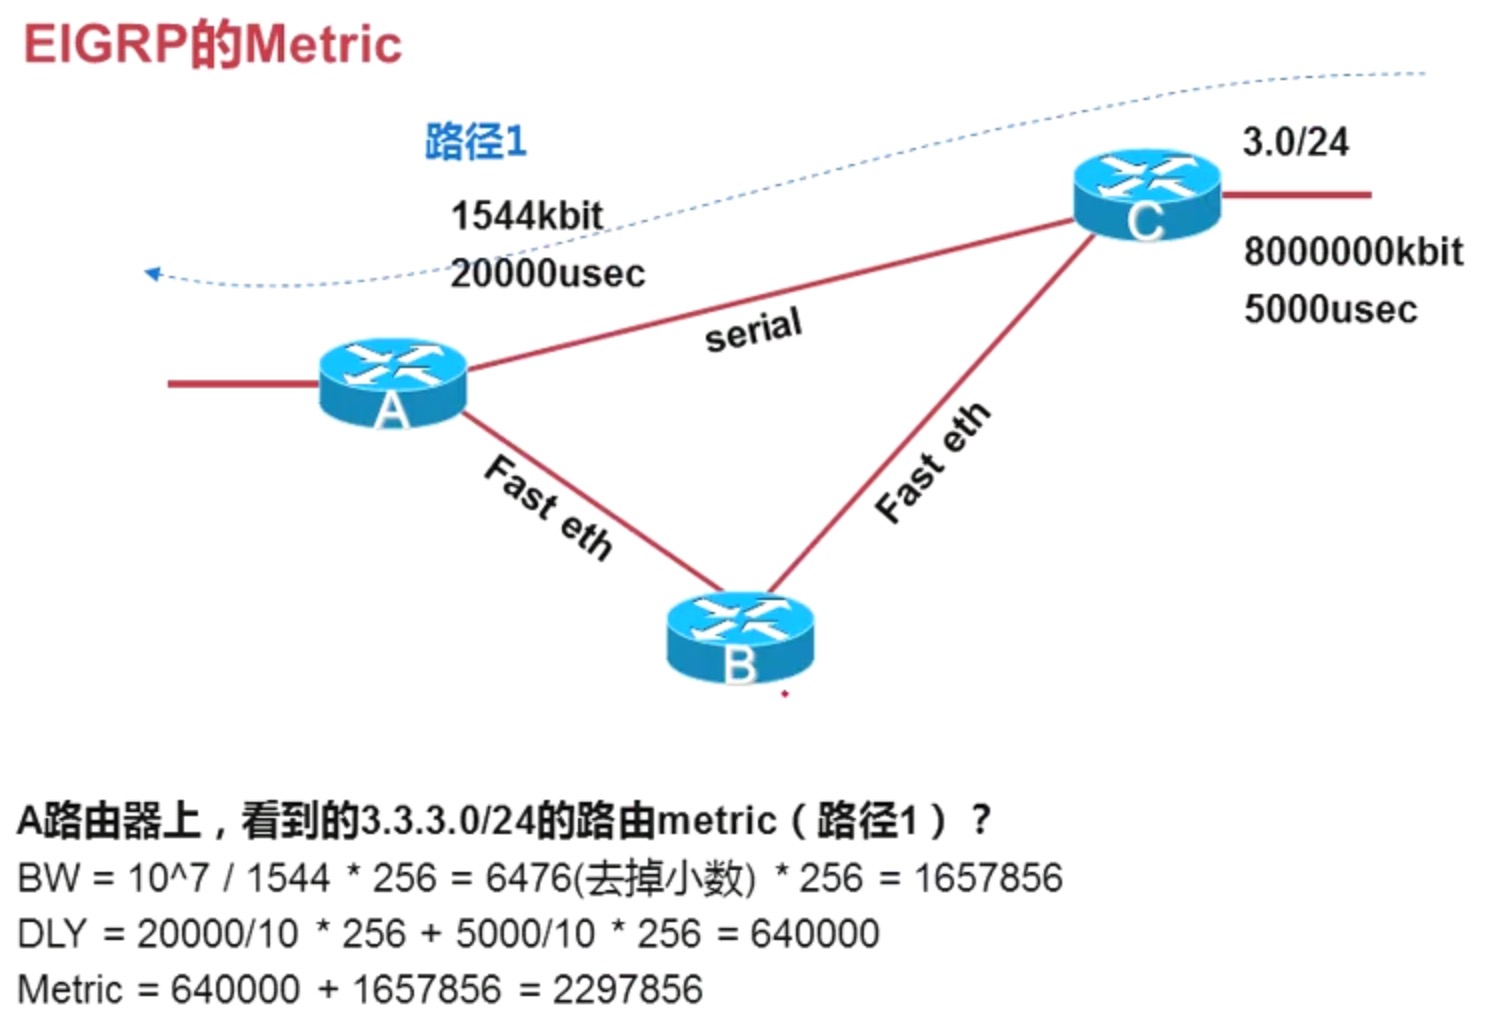 EIGRP的Metric
路径1
1544kbit
20000usec
3.0/24
8000000kbit
5000usec
serial
Fast eth
Fast eth
A
B
C
A路由器上，看到的3.3.3.0/24的路由metric（路径1）？
BW = 10^7 / 1544 * 256 = 6476(去掉小数) * 256 = 1657856
DLY = 20000/10 * 256 + 5000/10 * 256 = 640000
Metric = 640000 + 1657856 = 2297856